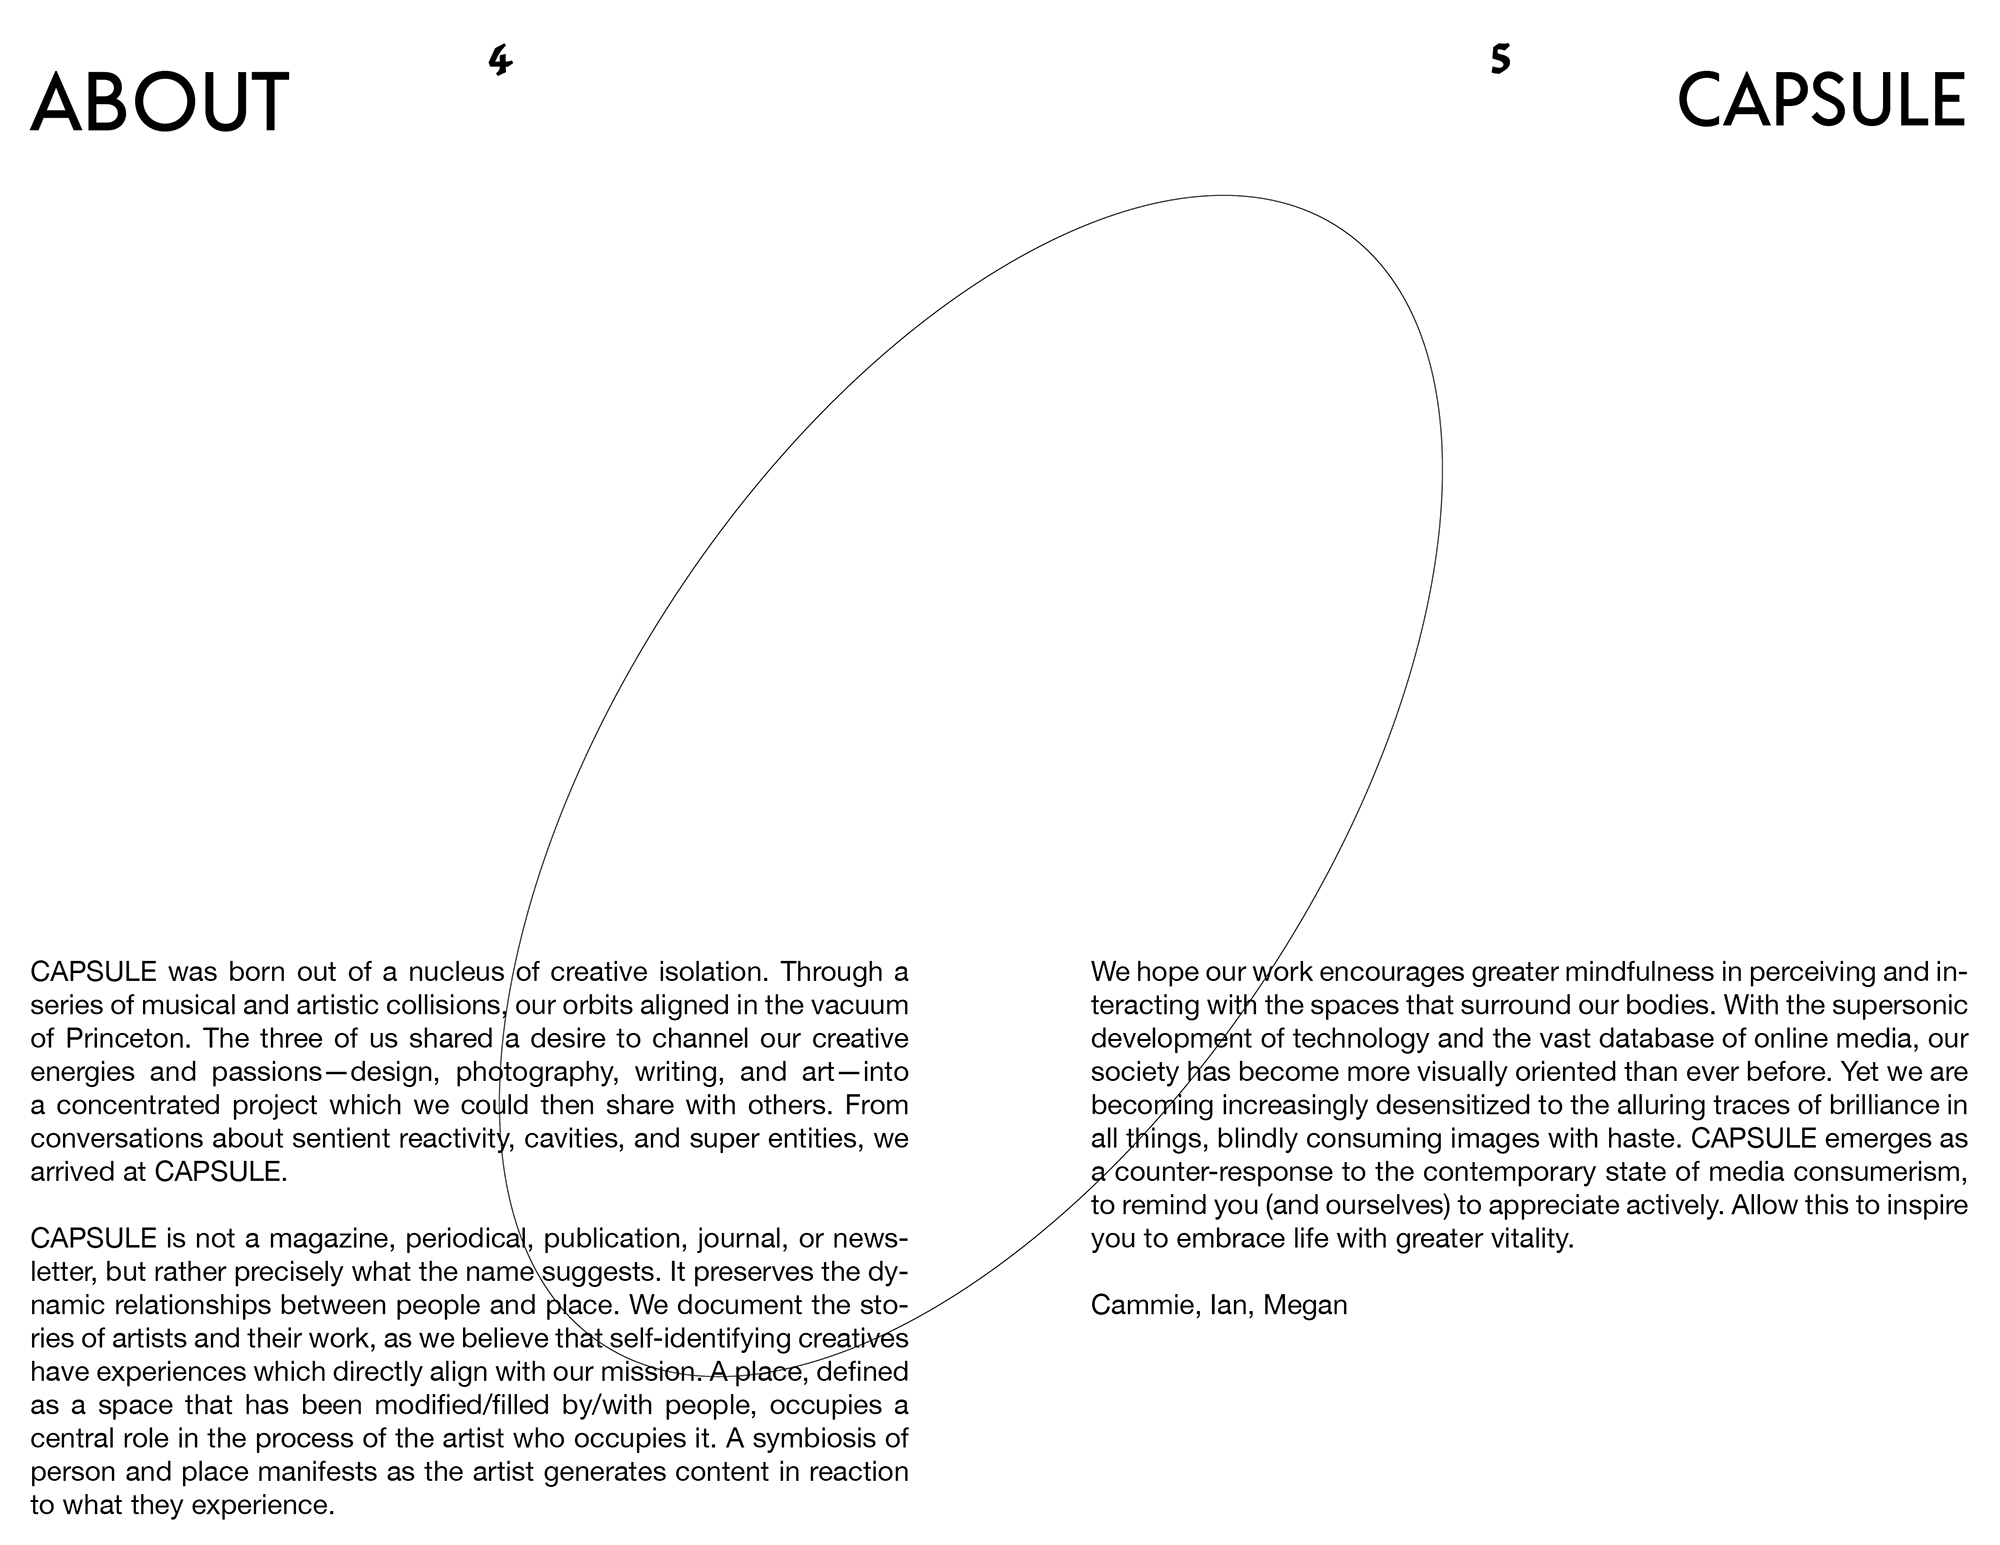 ABOUT
4
5
CAPSULE
CAPSULE was born out of a nucleus of creative isolation. Through a
series of musical and artistic collisions, our orbits aligned in the vacuum
of Princeton. The three of us shared a desire to channel our creative
energies and passions—design, photography, writing, and art—into
a concentrated project which we could then share with others. From
conversations about sentient reactivity, cavities, and super entities, we
arrived at CAPSULE.
CAPSULE is not a magazine, periodical, publication, journal, or news-
letter, but rather precisely what the name suggests. It preserves the dy-
namic relationships between people and place. We document the sto-
ries of artists and their work, as we believe that self-identifying creatives
have experiences which directly align with our mission. A place, defined
as a space that has been modified/filled by/with people, occupies a
central role in the process of the artist who occupies it. A symbiosis of
person and place manifests as the artist generates content in reaction
to what they experience.
We hope our work encourages greater mindfulness in perceiving and in-
teracting with the spaces that surround our bodies. With the supersonic
development of technology and the vast database of online media, our
society has become more visually oriented than ever before. Yet we are
becoming increasingly desensitized to the alluring traces of brilliance in
all things, blindly consuming images with haste. CAPSULE emerges as
a counter-response to the contemporary state of media consumerism,
to remind you (and ourselves) to appreciate actively. Allow this to inspire
you to embrace life with greater vitality.
Cammie, Ian, Megan